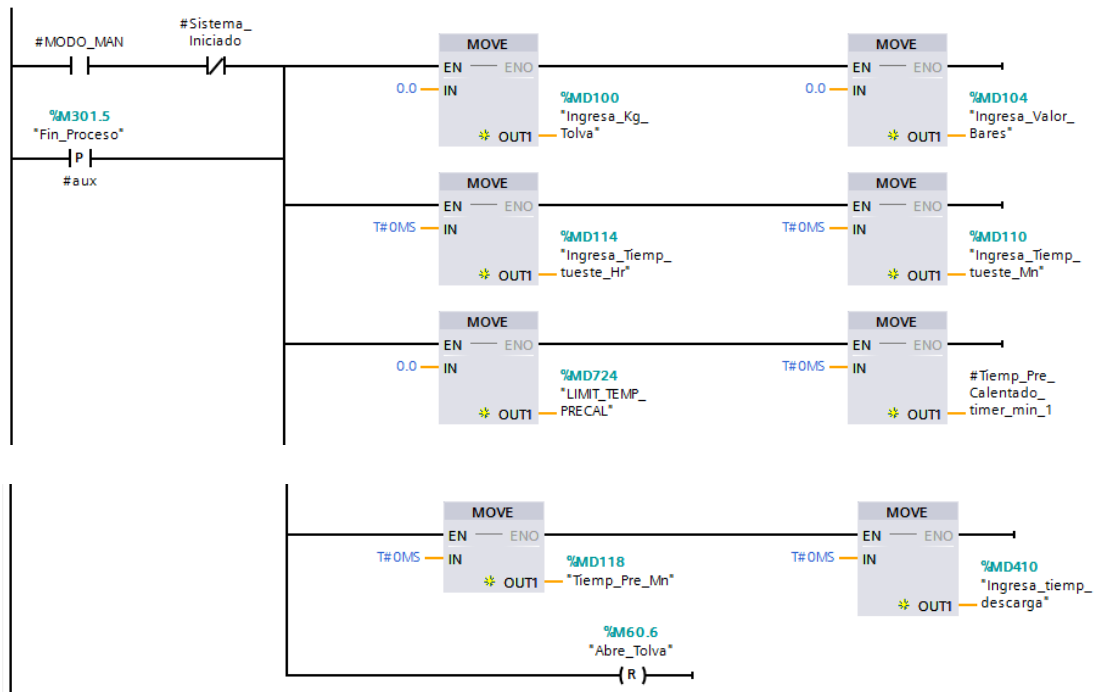 #MODO_MAN
#Sistema_
Iniciado
%M301.5
"Fin_Proceso"
P
#aux
MOVE
EN ENO
0.0 IN
OUT1
%MD100
"Ingresa_Kg_
Tolva"
MOVE
EN ENO
0.0 IN
OUT1
%MD104
"Ingresa_Valor_
Bares"
MOVE
EN ENO
T#0MS IN
OUT1
%MD114
"Ingresa_Tiemp_
tueste_Hr"
MOVE
EN ENO
T#0MS IN
OUT1
%MD110
"Ingresa_Tiemp_
tueste_Mn"
MOVE
EN ENO
0.0 IN
OUT1
%MD724
"LIMIT_TEMP_
PRECAL"
MOVE
EN ENO
T#0MS IN
OUT1
#Tiemp_Pre_
Calentado_
timer_min_1
MOVE
EN ENO
T#0MS IN
OUT1
%MD118
"Tiemp_Pre_Mn"
MOVE
EN ENO
T#0MS IN
OUT1
%MD410
"Ingresa_tiemp_
descarga"
%M60.6
"Abre_Tolva"
R